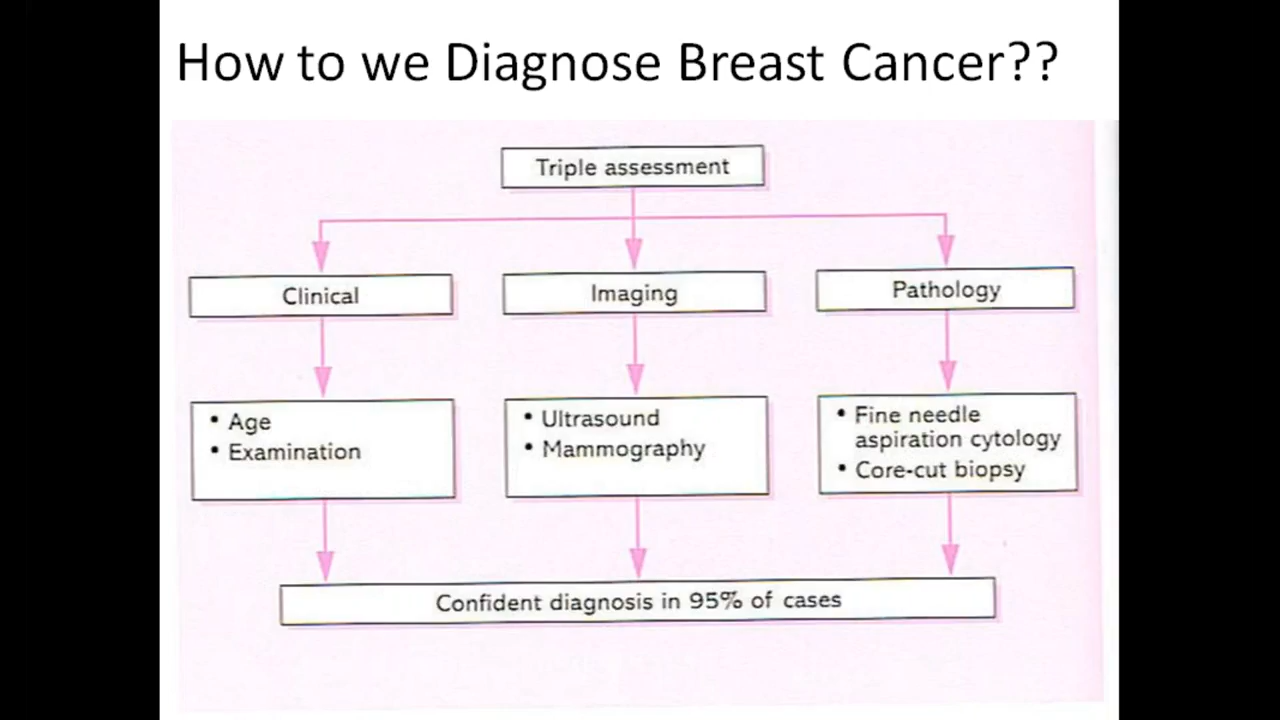 How to we Diagnose Breast Cancer??
Triple assessment
Clinical
Imaging
Pathology
• Age
• Examination
• Ultrasound
• Mammography
• Fine needle
aspiration cytology
• Core-cut biopsy
Confident diagnosis in 95% of cases